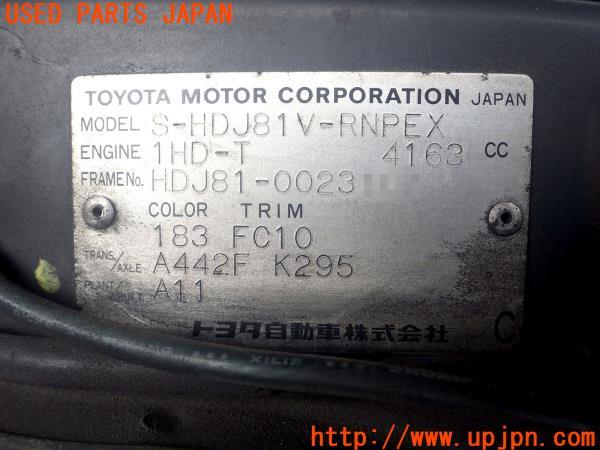 USED PARTS JAPAN
TOYOTA MOTOR CORPORATION JAPAN
MODEL S-HDJ81V-RNPEX
ENGINE 1HD-T 4163 CC
FRAME No. HDJ81-0023
COLOR TRIM
183 FC10
TRANS/AXLE A442F K295
PLANT/ A11
トヨタ自動車株式会社 C
http://www.upjpn.com/